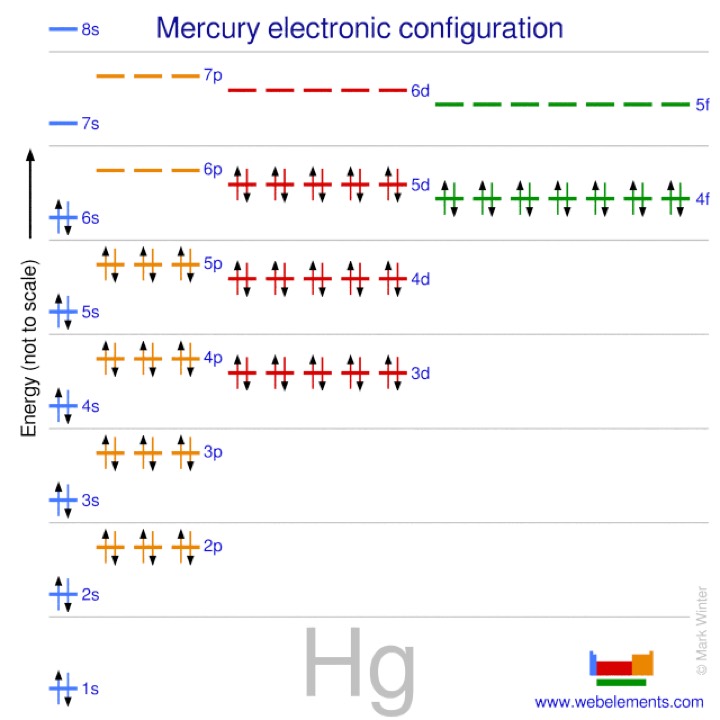 8s
Mercury electronic configuration
7p
6d
5f
7s
6p
5d
4f
6s
5p
4d
5s
4p
3d
4s
3p
3s
2p
2s
1s
Energy (not to scale)
Hg
© Mark Winter
www.webelements.com